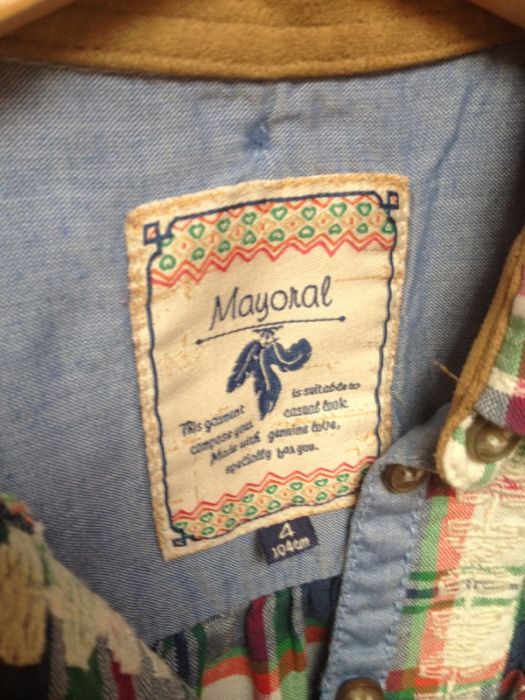 Mayoral
This garment is suitable to
compose your casual look.
Made with genuine love,
specially for you.
4
104cm